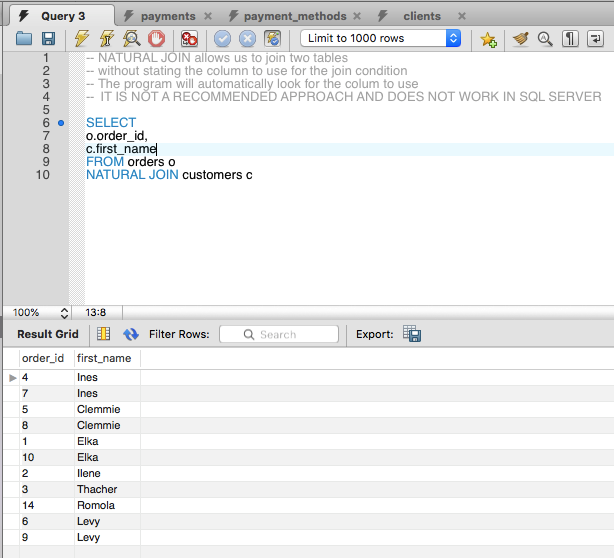 Query 3 payments payment_methods clients
Limit to 1000 rows
1 -- NATURAL JOIN allows us to join two tables
2 -- without stating the column to use for the join condition
3 -- The program will automatically look for the colum to use
4 -- IT IS NOT A RECOMMENDED APPROACH AND DOES NOT WORK IN SQL SERVER
5
6 SELECT
7 o.order_id,
8 c.first_name
9 FROM orders o
10 NATURAL JOIN customers c
100% 13:8
Result Grid Filter Rows: Search Export:
order_id first_name
4 Ines
7 Ines
5 Clemmie
8 Clemmie
1 Elka
10 Elka
2 Ilene
3 Thacher
14 Romola
6 Levy
9 Levy